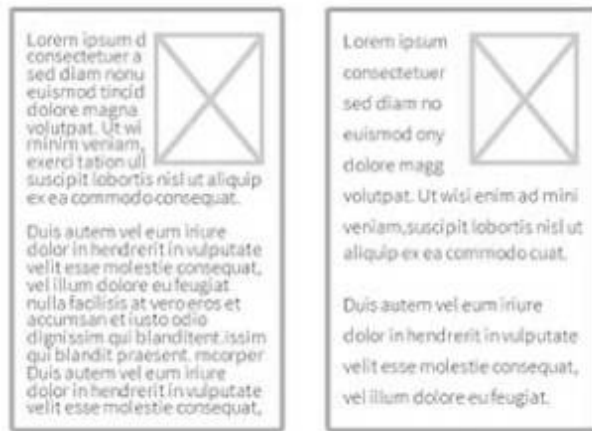 Lorem ipsum d
consectetuer a
sed diam nonu
euismod tincid
dolore magna
volutpat. Ut wi
minim veniam,
exerci tation ull
suscipit lobortis nisl ut aliquip
ex ea commodo consequat.
Duis autem vel eum iriure
dolor in hendrerit in vulputate
velit esse molestie consequat,
vel illum dolore eu feugiat
nulla facilisis at vero eros et
accumsan et iusto odio
dignissim qui blanditent.issim
qui blandit praesent. mcorper
Duis autem vel eum iriure
dolor in hendrerit in vulputate
velit esse molestie consequat,
Lorem ipsum
consectetuer
sed diam no
euismod ony
dolore magg
volutpat. Ut wisi enim ad mini
veniam,suscipit lobortis nisl ut
aliquip ex ea commodo cuat.
Duis autem vel eum iriure
dolor in hendrerit in vulputate
velit esse molestie consequat,
vel illum dolore eu feugiat.